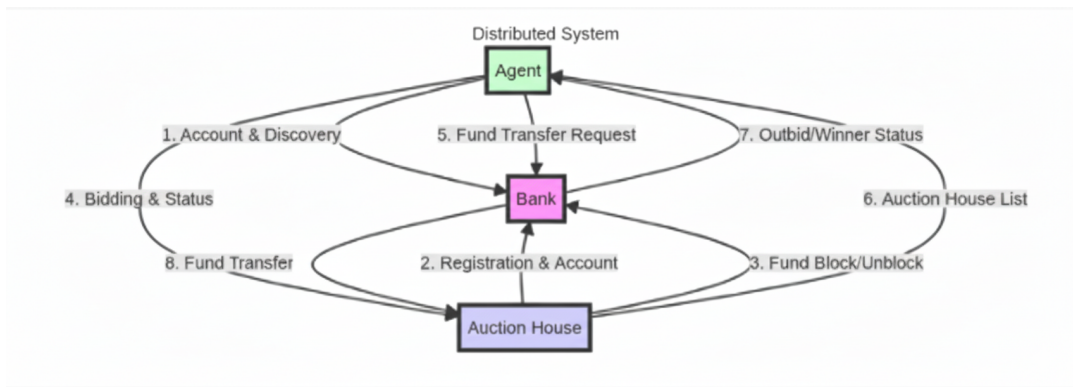 Distributed System
Agent
1. Account & Discovery
5. Fund Transfer Request
7. Outbid/Winner Status
4. Bidding & Status
Bank
6. Auction House List
8. Fund Transfer
2. Registration & Account
3. Fund Block/Unblock
Auction House